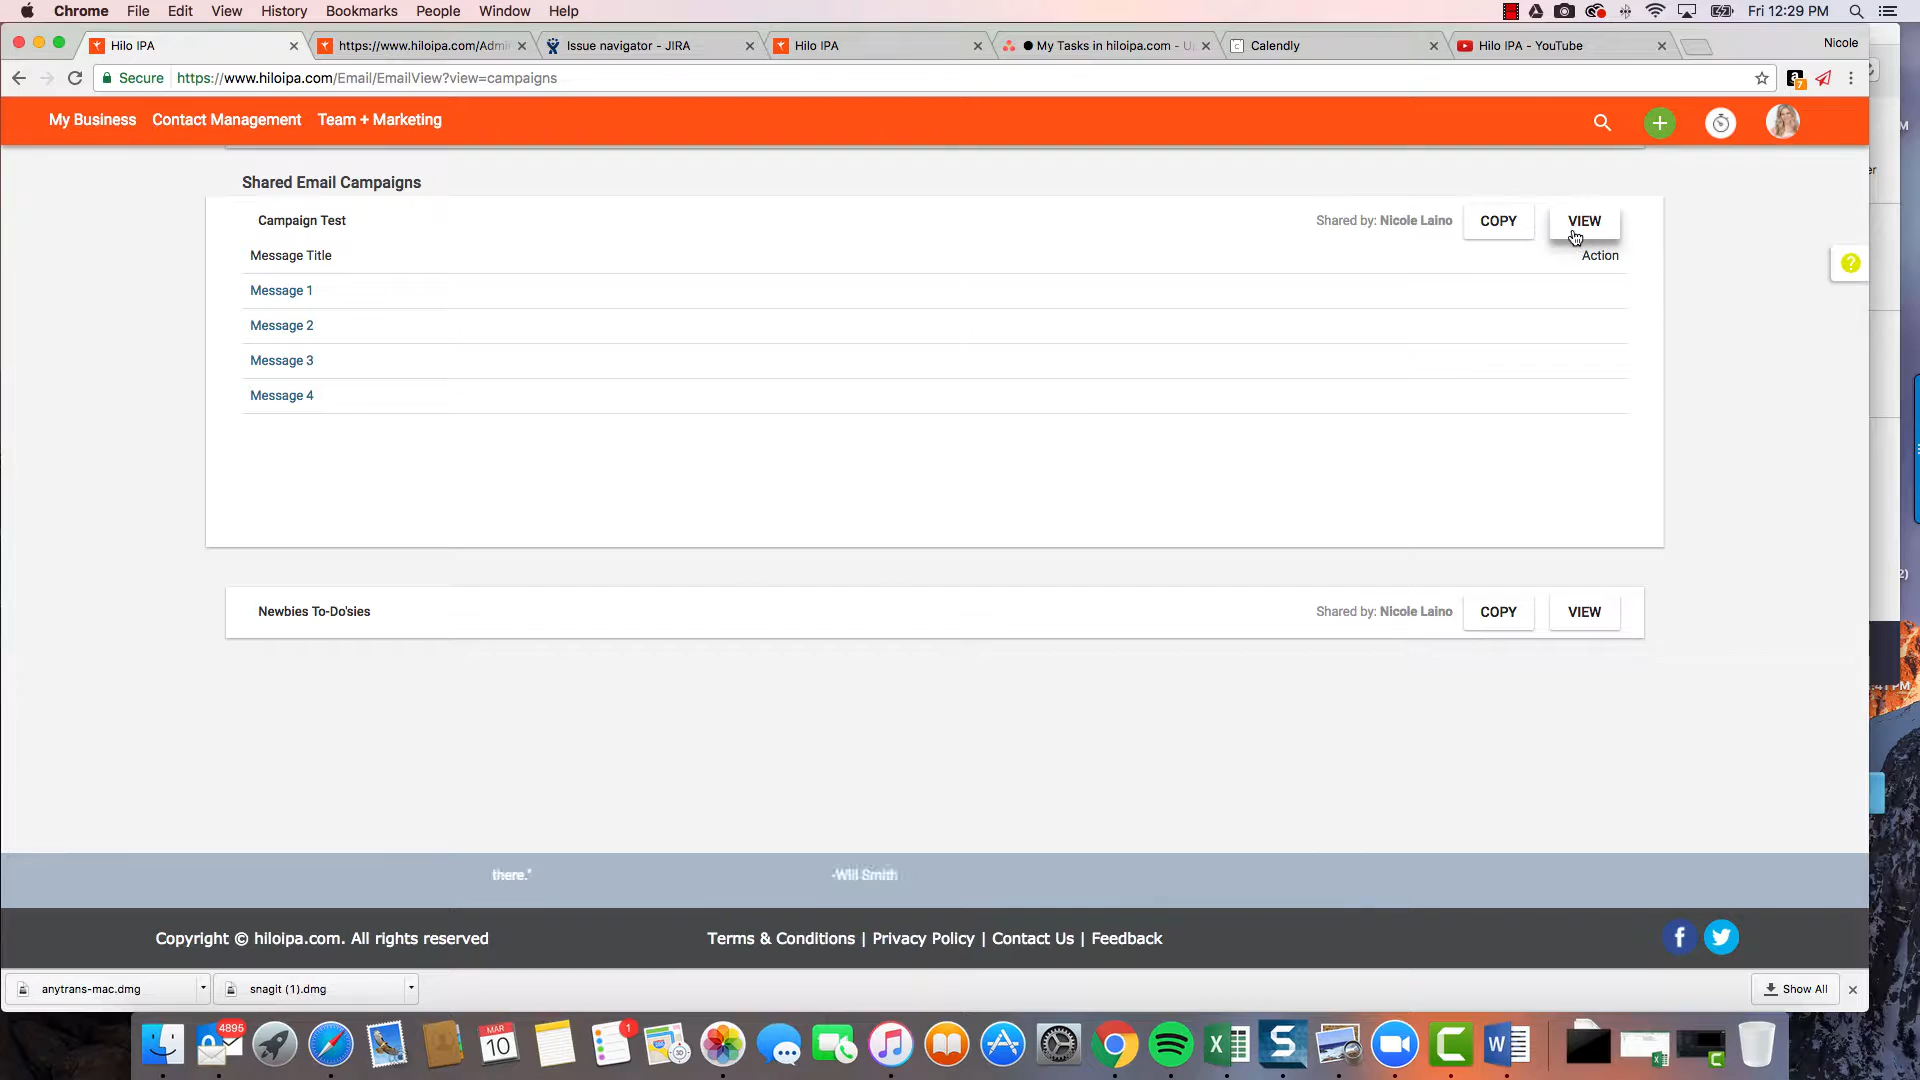 Chrome File Edit View History Bookmarks People Window Help Fri 12:29 PM
Hilo IPA https://www.hiloipa.com/Admi Issue navigator - JIRA Hilo IPA My Tasks in hiloipa.com - U Calendly Hilo IPA - YouTube Nicole
Secure https://www.hiloipa.com/Email/EmailView?view=campaigns 7
My Business Contact Management Team + Marketing
Shared Email Campaigns
Campaign Test Shared by: Nicole Laino COPY VIEW
Message Title Action
Message 1
Message 2
Message 3
Message 4
Newbies To-Do'sies Shared by: Nicole Laino COPY VIEW
there." -Will Smith
Copyright © hiloipa.com. All rights reserved Terms & Conditions | Privacy Policy | Contact Us | Feedback
anytrans-mac.dmg snagit (1).dmg Show All
4895 MAR 10 1